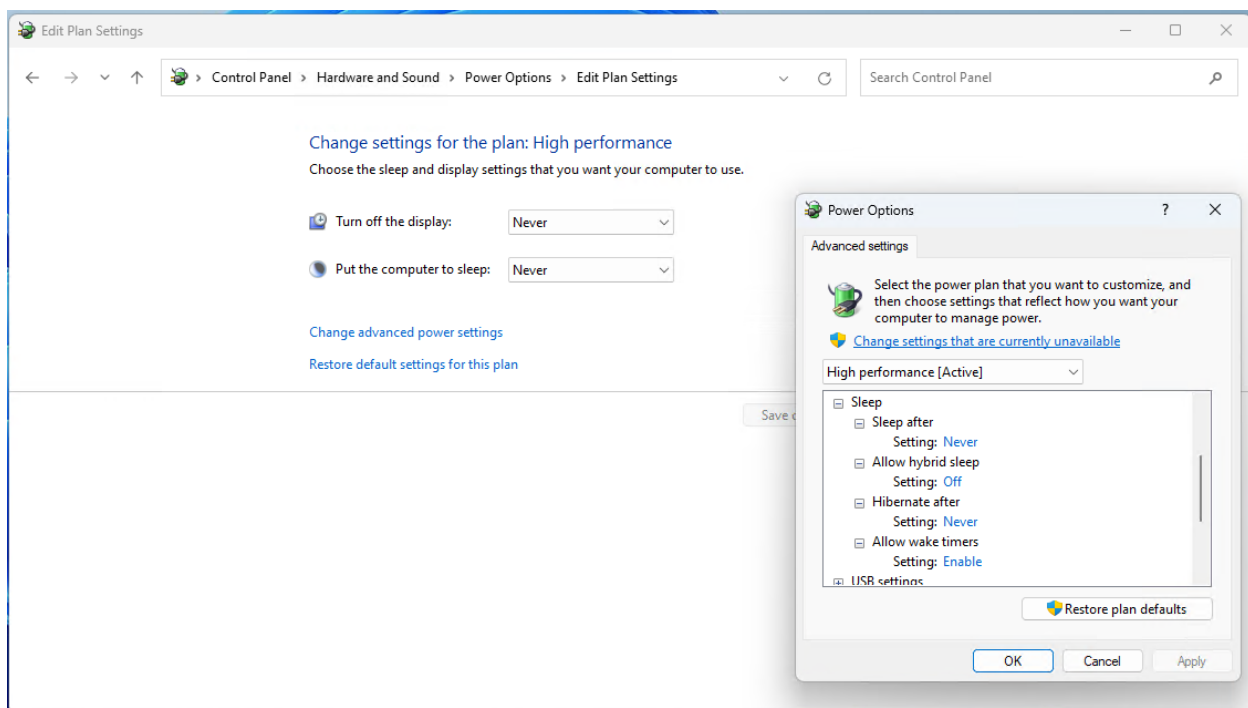 Edit Plan Settings
Control Panel > Hardware and Sound > Power Options > Edit Plan Settings
Search Control Panel
Change settings for the plan: High performance
Choose the sleep and display settings that you want your computer to use.
Turn off the display: Never
Put the computer to sleep: Never
Change advanced power settings
Restore default settings for this plan
Save
Power Options
?
Advanced settings
Select the power plan that you want to customize, and
then choose settings that reflect how you want your
computer to manage power.
Change settings that are currently unavailable
High performance [Active]
Sleep
Sleep after
Setting: Never
Allow hybrid sleep
Setting: Off
Hibernate after
Setting: Never
Allow wake timers
Setting: Enable
USB settings
Restore plan defaults
OK Cancel Apply